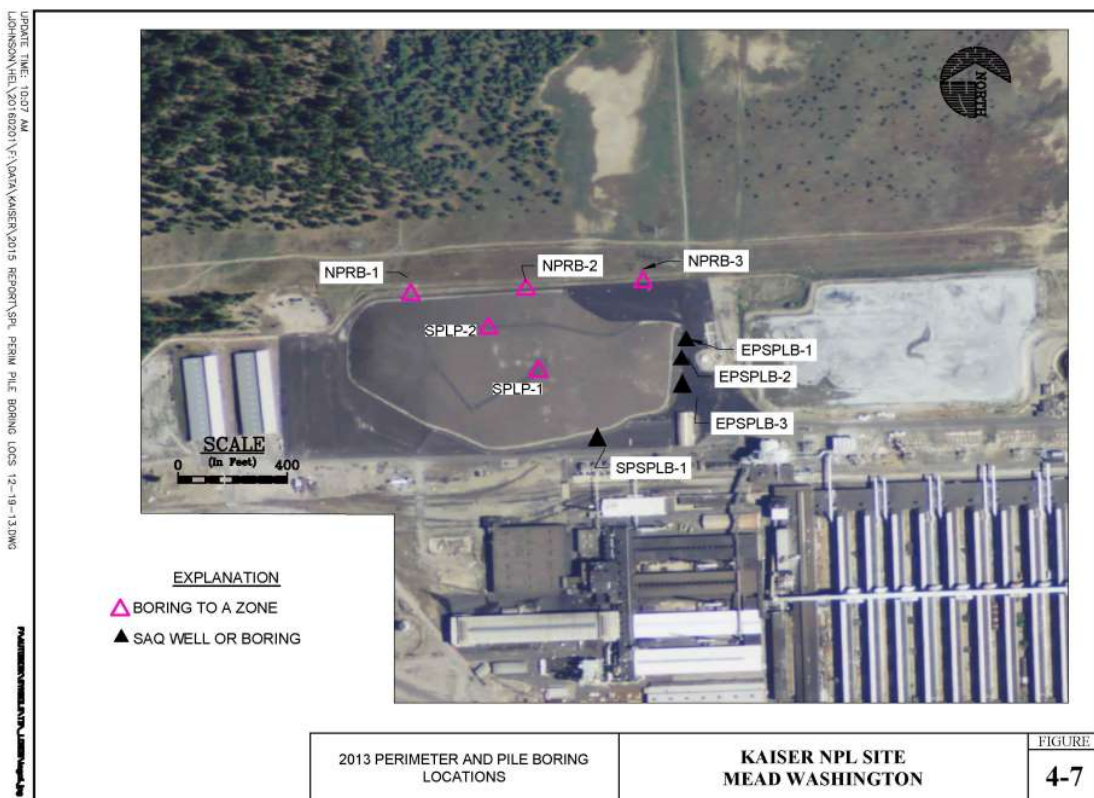 NORTH
NPRB-1
NPRB-2
NPRB-3
SPLP-2
EPSPLB-1
EPSPLB-2
SPLP-1
EPSPLB-3
SCALE
(In Feet)
0 400
SPSPLB-1
EXPLANATION
BORING TO A ZONE
SAQ WELL OR BORING
2013 PERIMETER AND PILE BORING
LOCATIONS
KAISER NPL SITE
MEAD WASHINGTON
FIGURE
4-7
UPDATE TIME: 10:07 AM
LJOHNSON\HEL\20160201\F:\DATA\KAISER\2015 REPORT\SPL PERIM PILE BORING LOCS 12-19-13.DWG